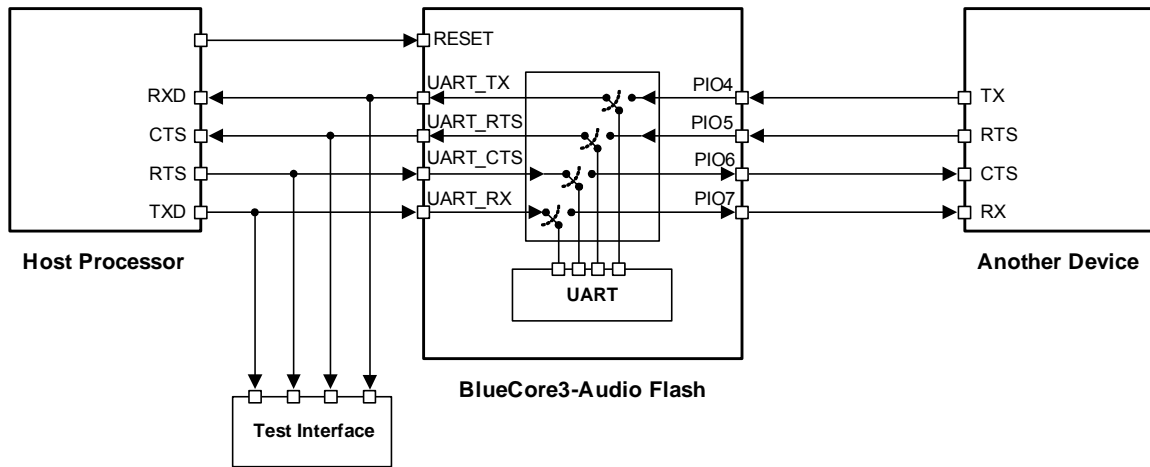 RESET
RXD UART_TX PIO4 TX
CTS UART_RTS PIO5 RTS
RTS UART_CTS PIO6 CTS
TXD UART_RX PIO7 RX
Host Processor
Another Device
UART
BlueCore3-Audio Flash
Test Interface